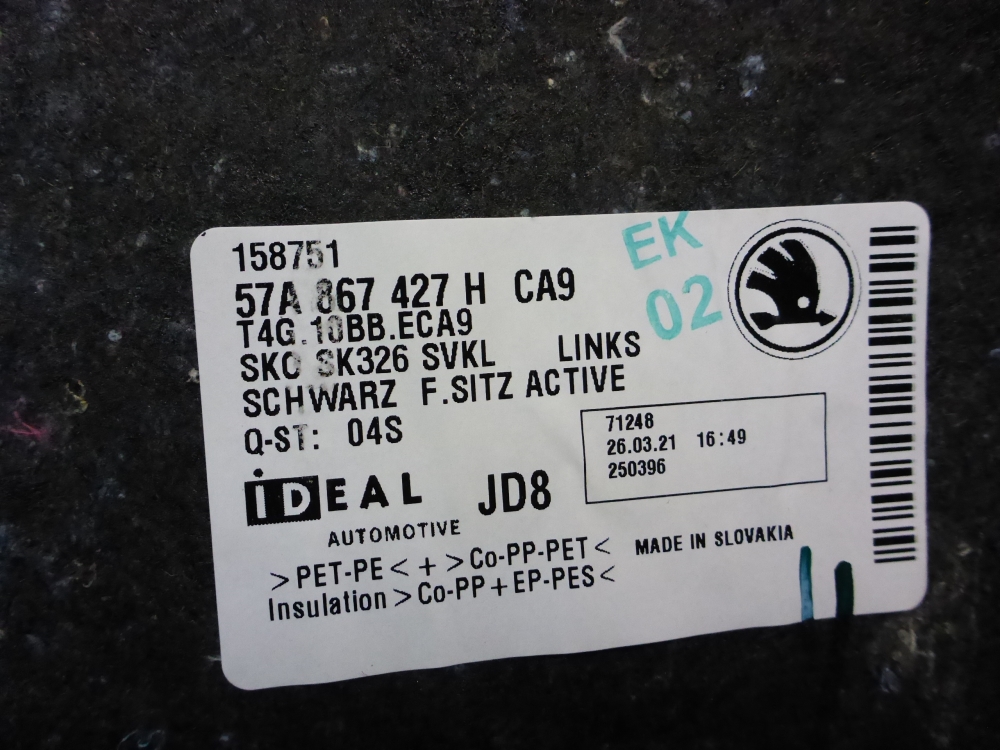 158751
57A 867 427 H CA9
T4G.10BB.ECA9
SKO SK326 SVKL LINKS
SCHWARZ F.SITZ ACTIVE
Q-ST: 04S
EK
02
71248
26.03.21 16:49
250396
iDEAL
AUTOMOTIVE
JD8
MADE IN SLOVAKIA
>PET-PE< + >Co-PP-PET<
Insulation >Co-PP+EP-PES<